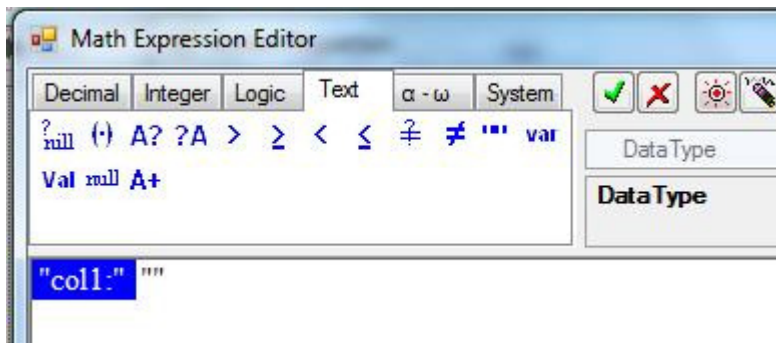 Math Expression Editor
Decimal Integer Logic Text α - ω System
?null (·) A? ?A > ≥ < ≤ ≟ ≠ "" var
DataType
Val null A+
DataType
"col1:" ""